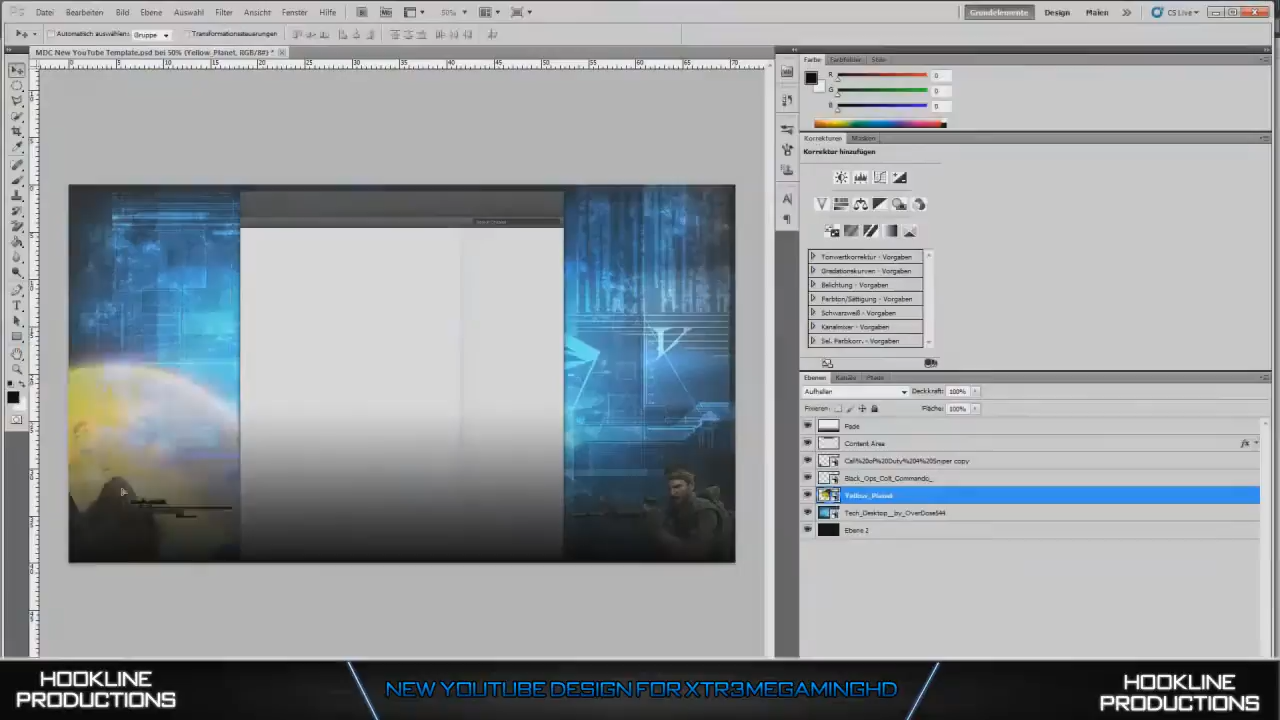 Datei Bearbeiten Bild Ebene Auswahl Filter Ansicht Fenster Hilfe 50% Grundelemente Design Malen CS Live
Automatisch auswählen: Gruppe Transformationssteuerungen
MDC New YouTube Template.psd bei 50% (Yellow_Planet, RGB/8#) *
Farbe Farbfelder Stile
R 0
G 0
B 0
Korrekturen Masken
Korrektur hinzufügen
Tonwertkorrektur - Vorgaben
Gradationskurven - Vorgaben
Belichtung - Vorgaben
Farbton/Sättigung - Vorgaben
Schwarzweiß - Vorgaben
Kanalmixer - Vorgaben
Sel. Farbkorr. - Vorgaben
Ebenen Kanäle Pfade
Aufhellen Deckkraft: 100%
Fixieren: Fläche: 100%
Fade
Content Area fx
Call%20of%20Duty%204%20Sniper copy
Black_Ops_Colt_Commando_
Yellow_Planet
Tech_Desktop__by_OverDose544
Ebene 2
HOOKLINE
PRODUCTIONS
NEW YOUTUBE DESIGN FOR XTR3MEGAMINGHD
HOOKLINE
PRODUCTIONS